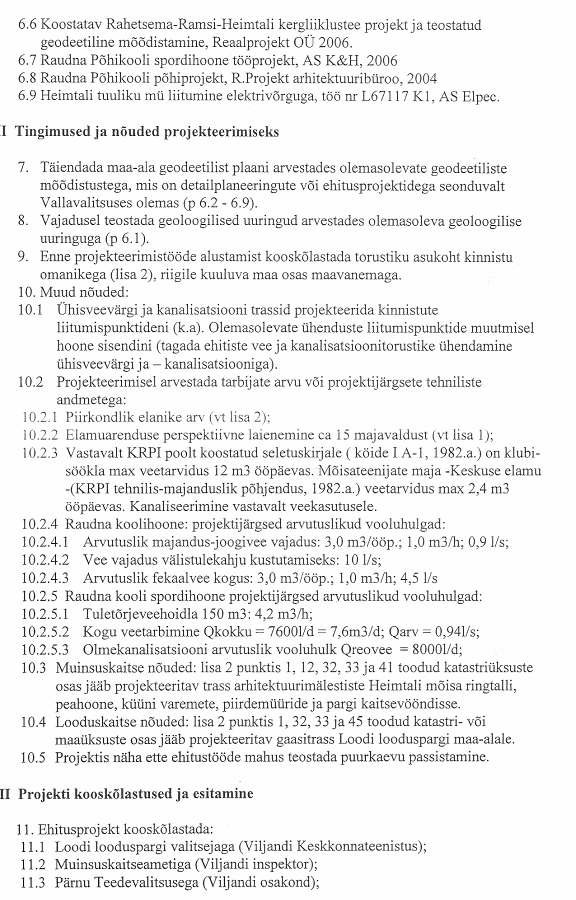 6.6 Koostatav Rahetsema-Ramsi-Heimtali kergliiklustee projekt ja teostatud
geodeetiline mõõdistamine, Reaalprojekt OÜ 2006.
6.7 Raudna Põhikooli spordihoone tööprojekt, AS K&H, 2006
6.8 Raudna Põhikooli põhiprojekt, R.Projekt arhitektuuribüroo, 2004
6.9 Heimtali tuuliku mü liitumine elektrivõrguga, töö nr L67117 K1, AS Elpec.
II Tingimused ja nõuded projekteerimiseks
7. Täiendada maa-ala geodeetilist plaani arvestades olemasolevate geodeetiliste
mõõdistustega, mis on detailplaneeringute või ehitusprojektidega seonduvalt
Vallavalitsuses olemas (p 6.2 - 6.9).
8. Vajadusel teostada geoloogilised uuringud arvestades olemasoleva geoloogilise
uuringuga (p 6.1).
9. Enne projekteerimistööde alustamist kooskõlastada torustiku asukoht kinnistu
omanikega (lisa 2), riigile kuuluva maa osas maavanemaga.
10. Muud nõuded:
10.1 Ühisveevärgi ja kanalisatsiooni trassid projekteerida kinnistute
liitumispunktideni (k.a). Olemasolevate ühenduste liitumispunktide muutmisel
hoone sisendini (tagada ehitiste vee ja kanalisatsioonitorustike ühendamine
ühisveevärgi ja – kanalisatsiooniga).
10.2 Projekteerimisel arvestada tarbijate arvu või projektijärgsete tehniliste
andmetega:
10.2.1 Piirkondlik elanike arv (vt lisa 2);
10.2.2 Elamuarenduse perspektiivne laienemine ca 15 majavaldust (vt lisa 1);
10.2.3 Vastavalt KRPI poolt koostatud seletuskirjale ( köide I A-1, 1982.a.) on klubi-
söökla max veetarvidus 12 m3 ööpäevas. Mõisateenijate maja -Keskuse elamu
-(KRPI tehnilis-majanduslik põhjendus, 1982.a.) veetarvidus max 2,4 m3
ööpäevas. Kanaliseerimine vastavalt veekasutusele.
10.2.4 Raudna koolihoone: projektijärgsed arvutuslikud vooluhulgad:
10.2.4.1 Arvutuslik majandus-joogivee vajadus: 3,0 m3/ööp.; 1,0 m3/h; 0,9 l/s;
10.2.4.2 Vee vajadus välistulekahju kustutamiseks: 10 l/s;
10.2.4.3 Arvutuslik fekaalvee kogus: 3,0 m3/ööp.; 1,0 m3/h; 4,5 l/s
10.2.5 Raudna kooli spordihoone projektijärgsed arvutuslikud vooluhulgad:
10.2.5.1 Tuletõrjeveehoidla 150 m3: 4,2 m3/h;
10.2.5.2 Kogu veetarbimine Qkokku = 7600l/d = 7,6m3/d; Qarv = 0,94l/s;
10.2.5.3 Olmekanalisatsiooni arvutuslik vooluhulk Qreovee = 8000l/d;
10.3 Muinsuskaitse nõuded: lisa 2 punktis 1, 12, 32, 33 ja 41 toodud katastriüksuste
osas jääb projekteeritav trass arhitektuurimälestiste Heimtali mõisa ringtalli,
peahoone, küüni varemete, piirdemüüride ja pargi kaitsevööndisse.
10.4 Looduskaitse nõuded: lisa 2 punktis 1, 32, 33 ja 45 toodud katastri- või
maaüksuste osas jääb projekteeritav gaasitrass Loodi looduspargi maa-alale.
10.5 Projektis näha ette ehitustööde mahus teostada puurkaevu passistamine.
II Projekti kooskõlastused ja esitamine
11. Ehitusprojekt kooskõlastada:
11.1 Loodi looduspargi valitsejaga (Viljandi Keskkonnateenistus);
11.2 Muinsuskaitseametiga (Viljandi inspektor);
11.3 Pärnu Teedevalitsusega (Viljandi osakond);